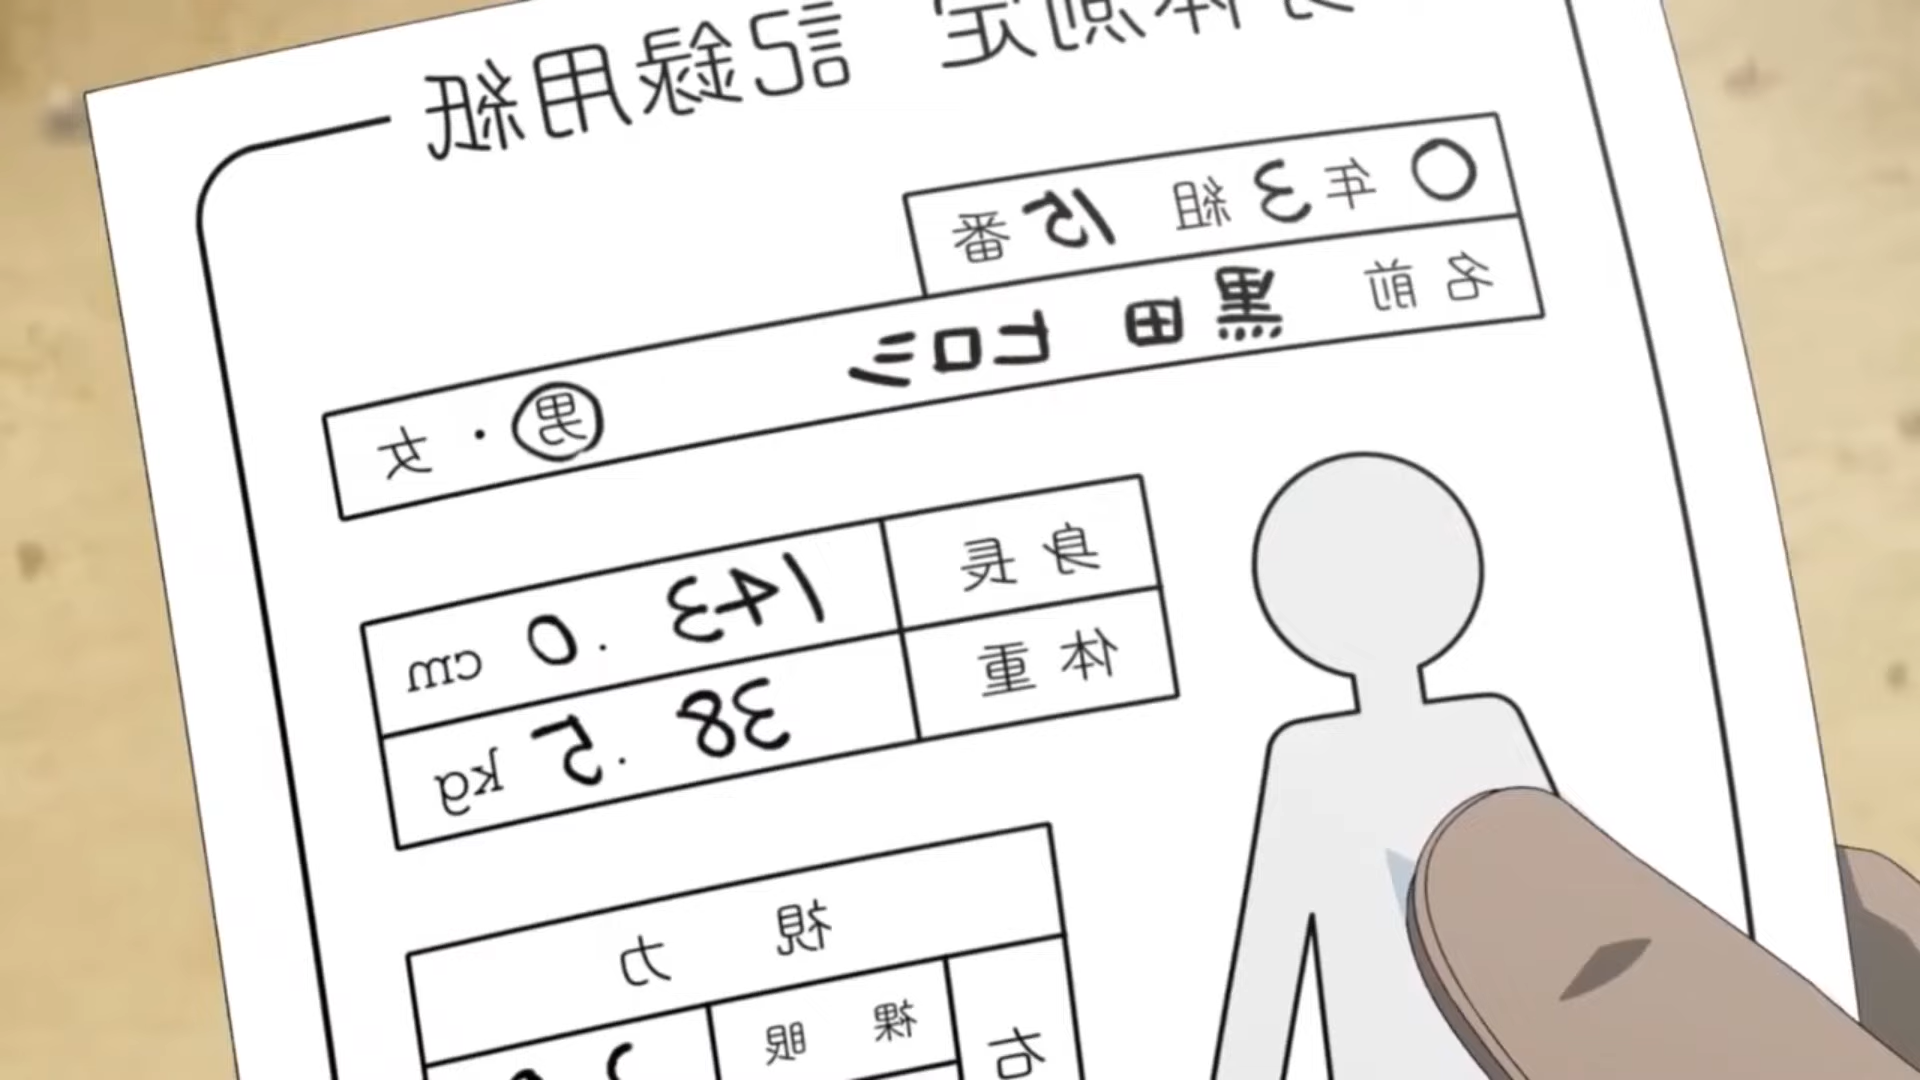 体測定 記録用紙
〇年3組 15番
名前 黒田 ヒロシ 男・女
身長 143.0 cm
体重 38.5 kg
視力
右 裸眼